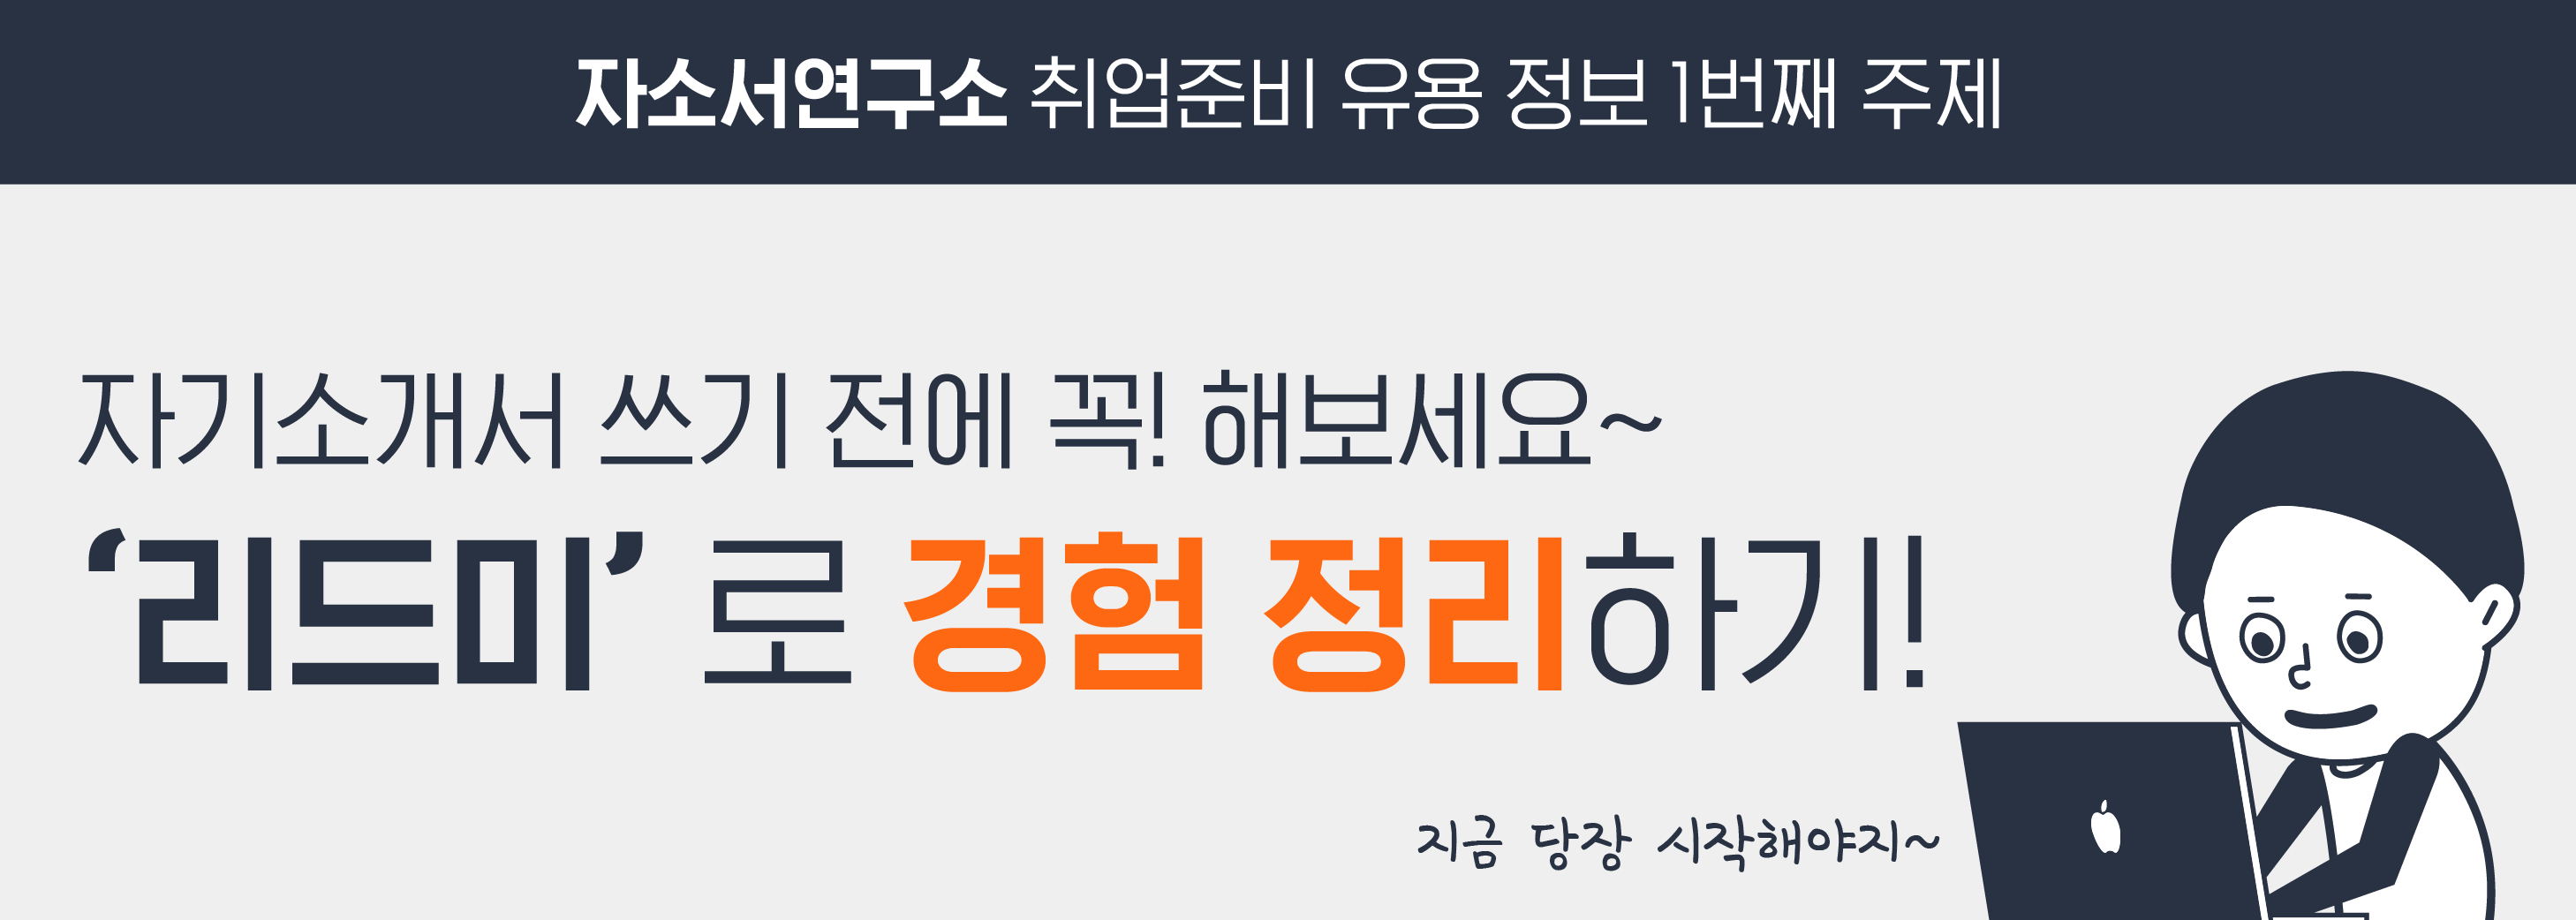 자소서연구소 취업준비 유용 정보 1번째 주제
자기소개서 쓰기 전에 꼭! 해보세요~
‘리드미’ 로 경험 정리하기!
지금 당장 시작해야지~